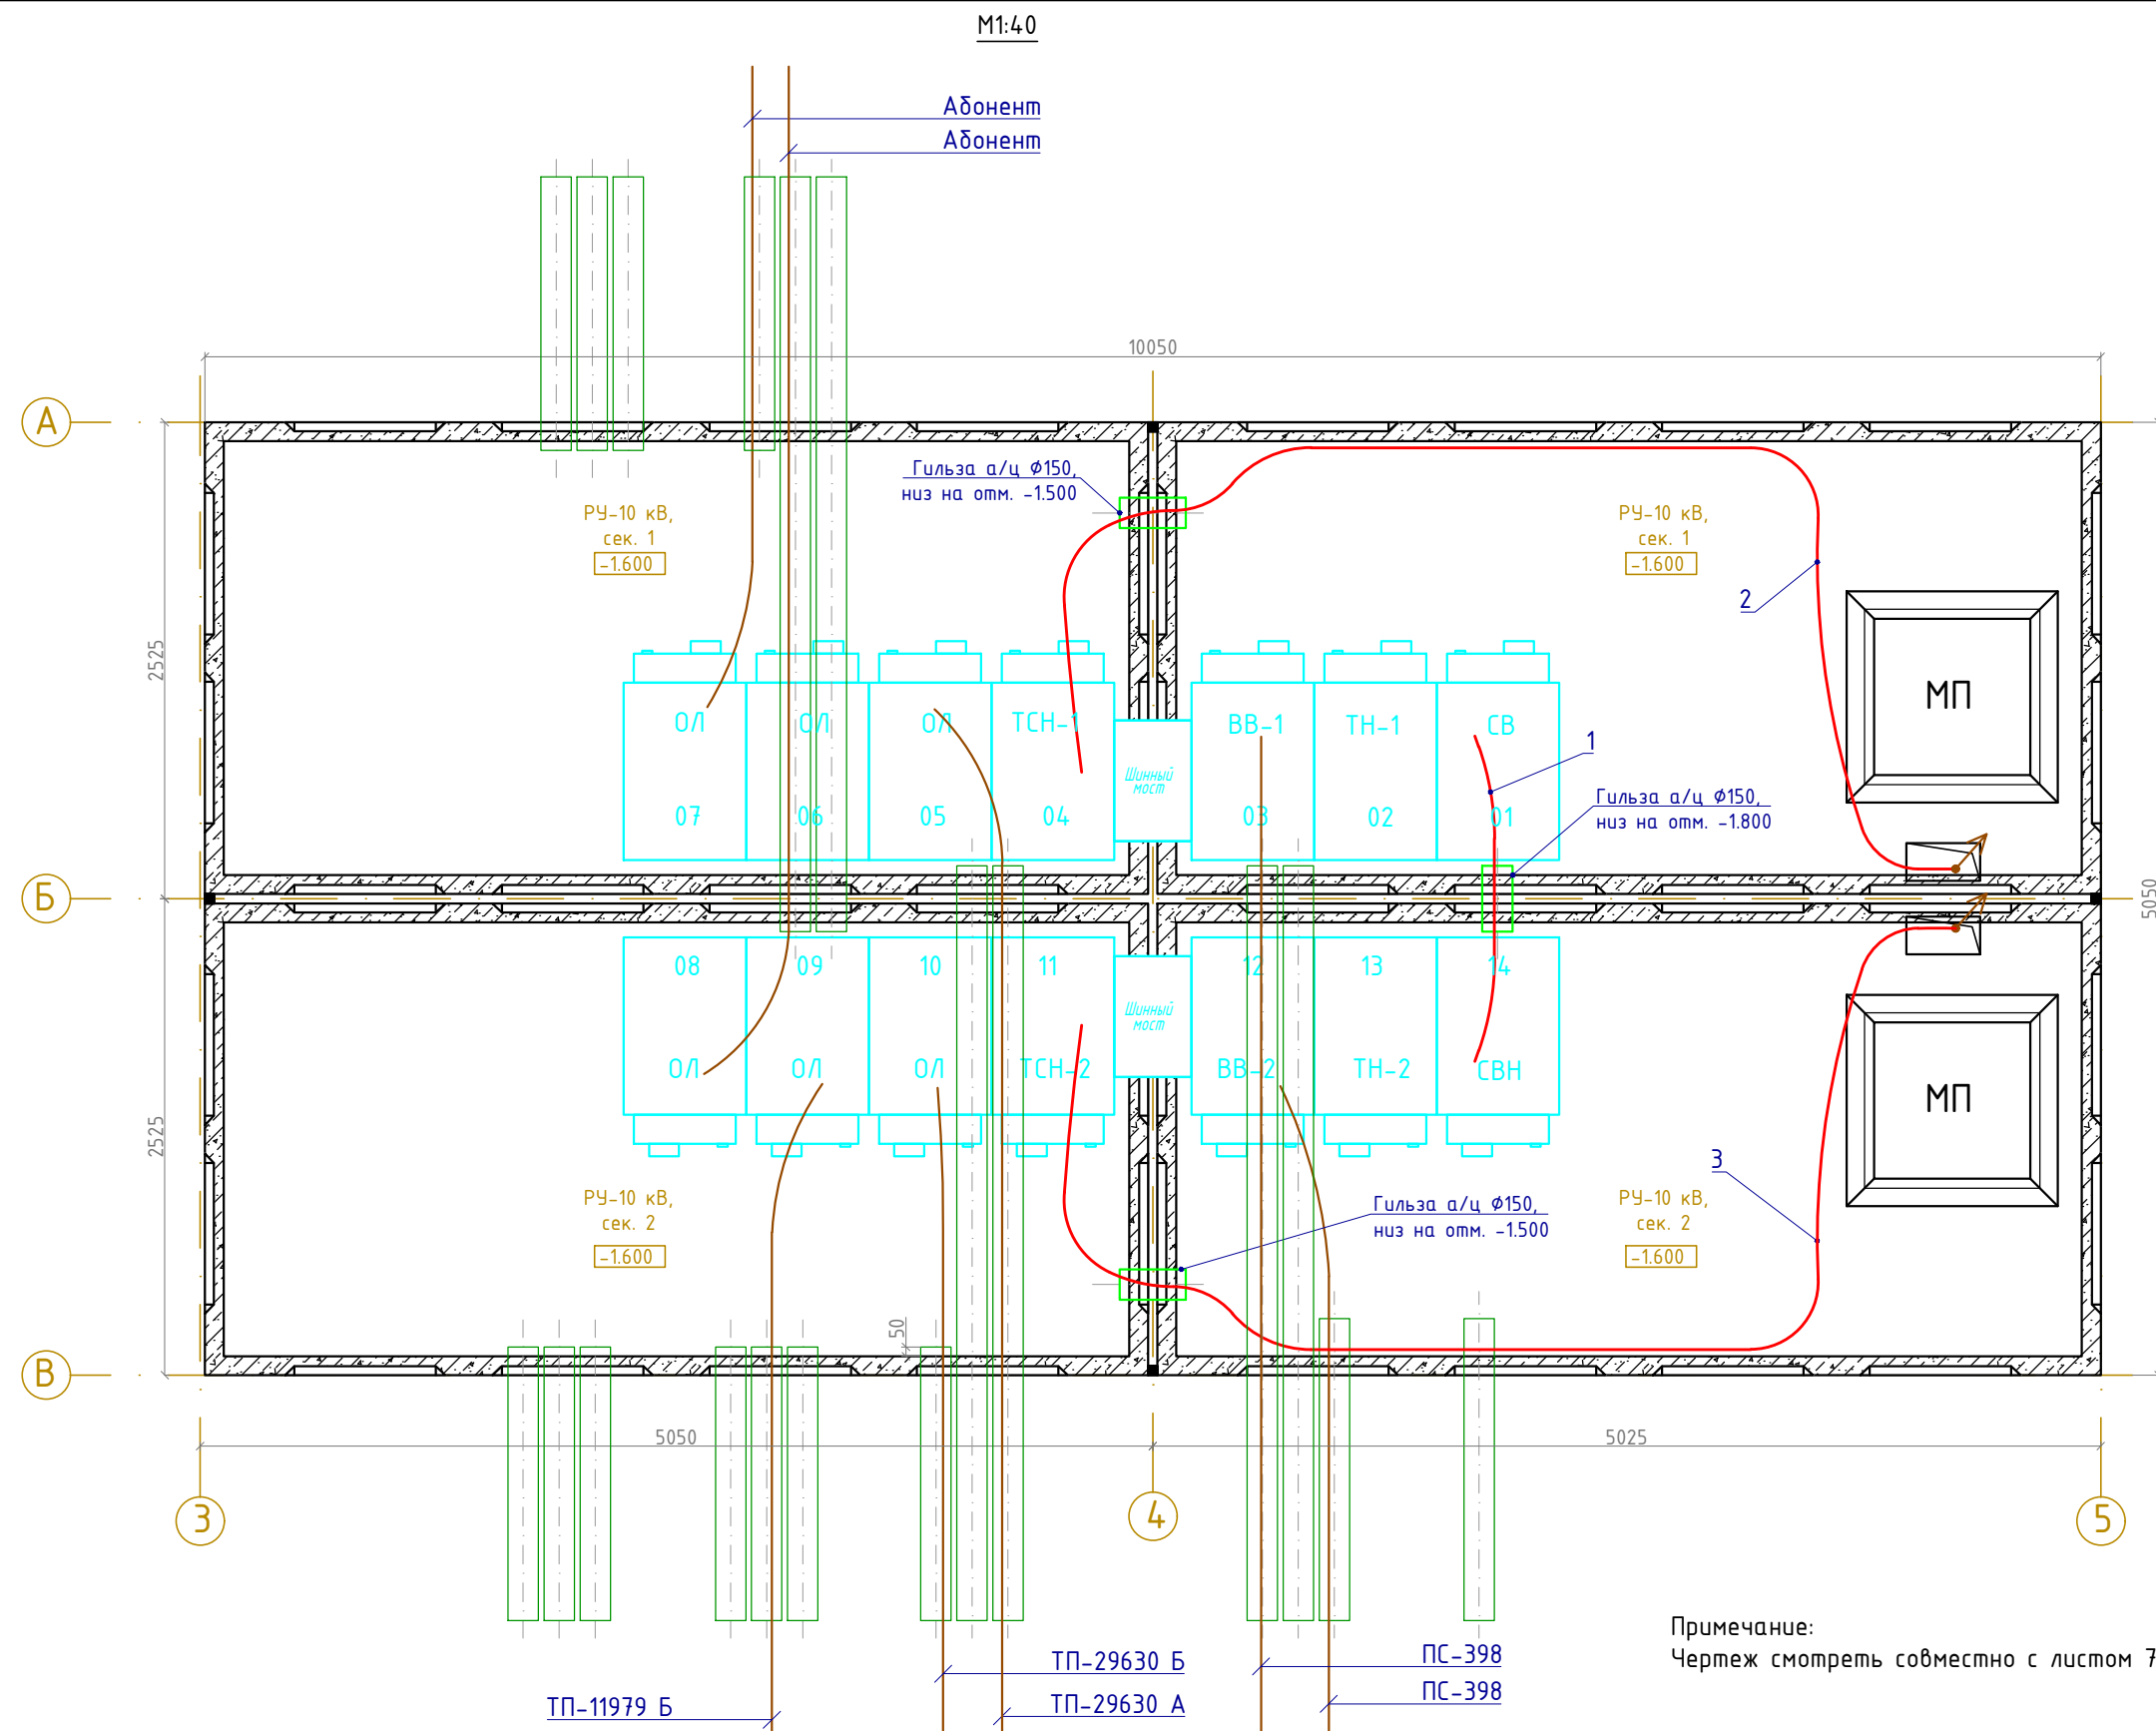 М1:40
Абонент
Абонент
10050
А
Гильза а/ц Ф150,
низ на отм. -1.500
РУ-10 кВ,
сек. 1
-1.600
РУ-10 кВ,
сек. 1
-1.600
2
2525
МП
ОЛ
ОЛ
ОЛ
ТСН-1
ВВ-1
ТН-1
СВ
1
Шинный
мост
Гильза а/ц Ф150,
низ на отм. -1.800
07
06
05
04
03
02
01
Б
5050
08
09
10
11
12
13
14
Шинный
мост
ОЛ
ОЛ
ОЛ
ТСН-2
ВВ-2
ТН-2
СВН
МП
2525
3
РУ-10 кВ,
сек. 2
-1.600
Гильза а/ц Ф150,
низ на отм. -1.500
РУ-10 кВ,
сек. 2
-1.600
50
В
5050
5025
3
4
5
Примечание:
Чертеж смотреть совместно с листом 7
ТП-29630 Б
ПС-398
ТП-11979 Б
ТП-29630 А
ПС-398